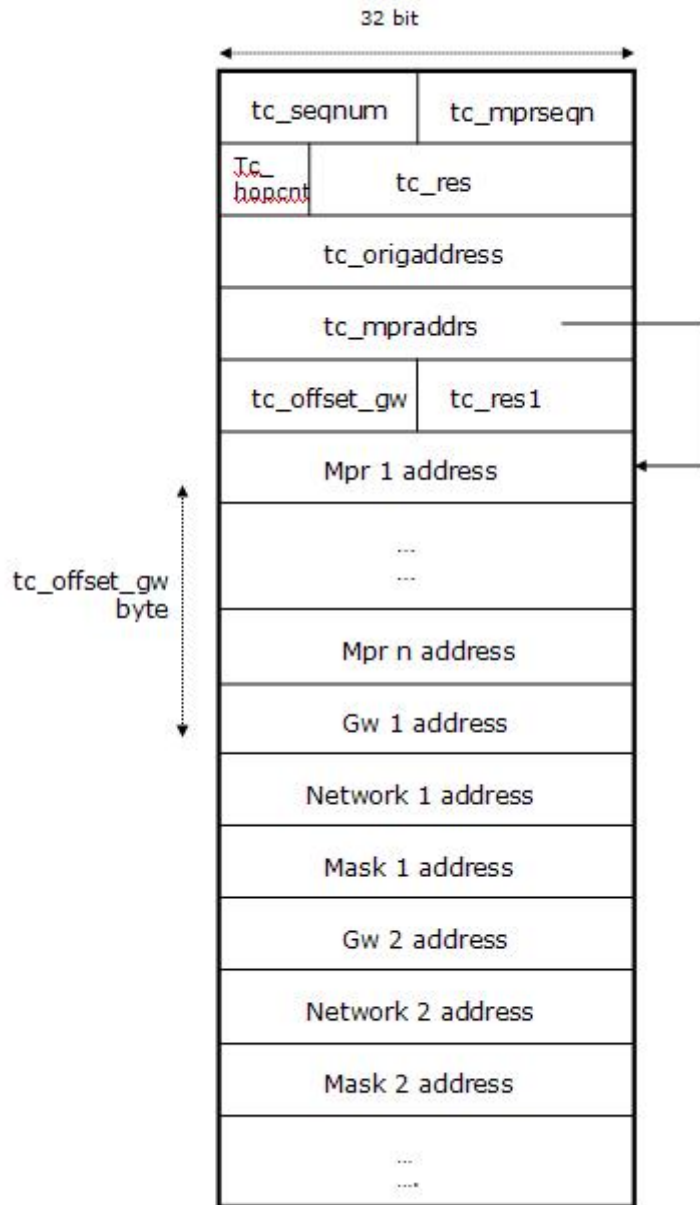 32 bit
tc_seqnum tc_mprseqn
Tc_
hopcnt
tc_res
tc_origaddress
tc_mpraddrs
tc_offset_gw tc_res1
Mpr 1 address
...
...
tc_offset_gw
byte
Mpr n address
Gw 1 address
Network 1 address
Mask 1 address
Gw 2 address
Network 2 address
Mask 2 address
...
....